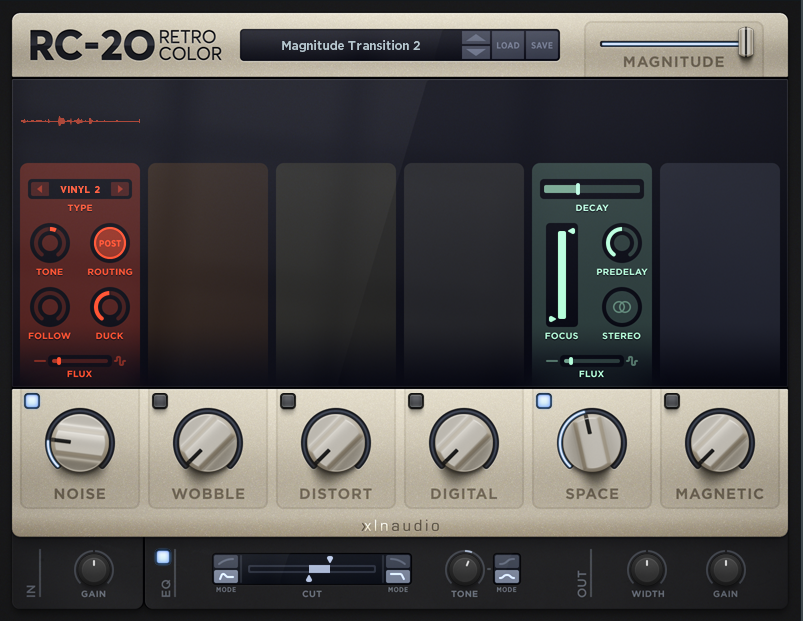 RC-20 RETRO COLOR
Magnitude Transition 2
LOAD
SAVE
MAGNITUDE
VINYL 2
TYPE
TONE
POST
ROUTING
FOLLOW
DUCK
FLUX
DECAY
FOCUS
PREDELAY
STEREO
FLUX
NOISE
WOBBLE
DISTORT
DIGITAL
SPACE
MAGNETIC
xlnaudio
IN
GAIN
EQ
MODE
CUT
MODE
TONE
MODE
OUT
WIDTH
GAIN